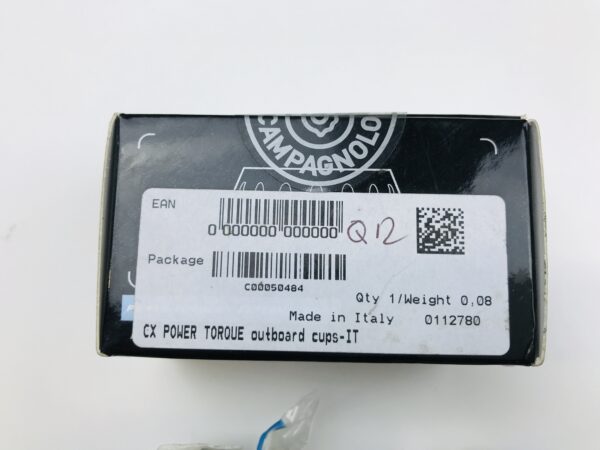 CAMPAGNOLO
EAN
0 000000 000000
Q12
Package
C00050484
Qty 1/Weight 0,08
Made in Italy 0112780
CX POWER TORQUE outboard cups-IT